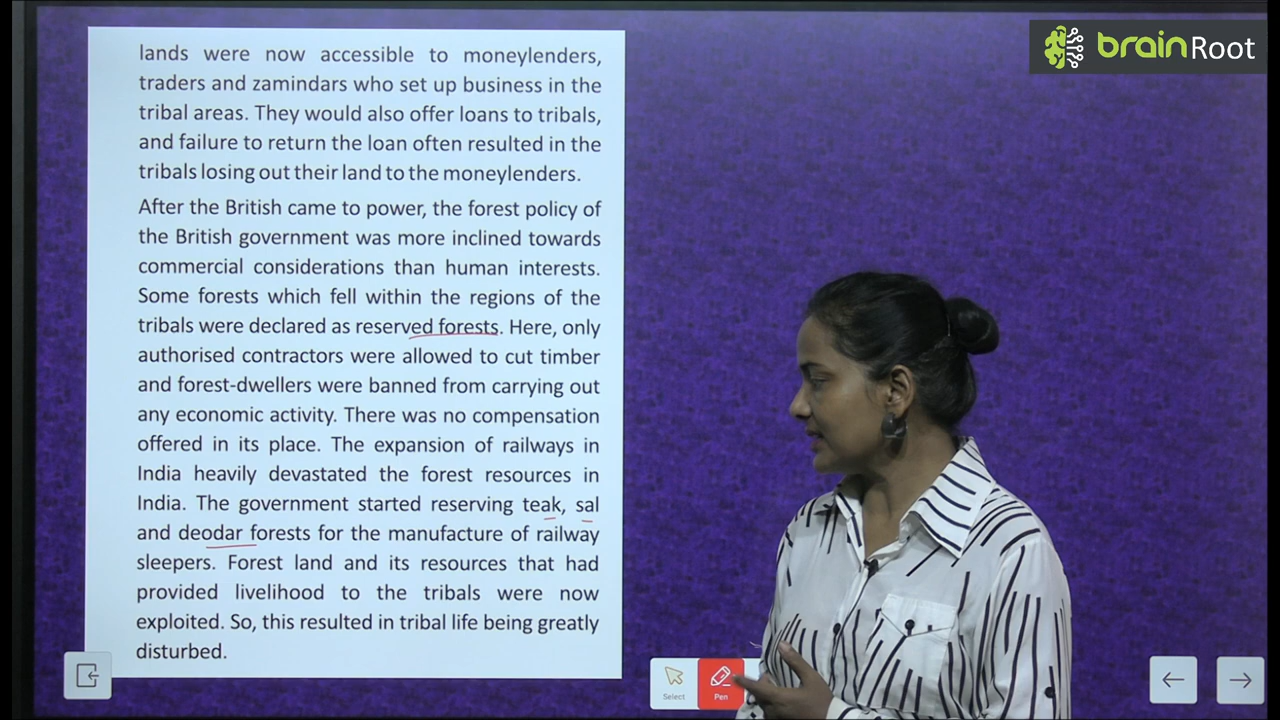 brainRoot
lands were now accessible to moneylenders,
traders and zamindars who set up business in the
tribal areas. They would also offer loans to tribals,
and failure to return the loan often resulted in the
tribals losing out their land to the moneylenders.
After the British came to power, the forest policy of
the British government was more inclined towards
commercial considerations than human interests.
Some forests which fell within the regions of the
tribals were declared as reserved forests. Here, only
authorised contractors were allowed to cut timber
and forest-dwellers were banned from carrying out
any economic activity. There was no compensation
offered in its place. The expansion of railways in
India heavily devastated the forest resources in
India. The government started reserving teak, sal
and deodar forests for the manufacture of railway
sleepers. Forest land and its resources that had
provided livelihood to the tribals were now
exploited. So, this resulted in tribal life being greatly
disturbed.
Select
Pen